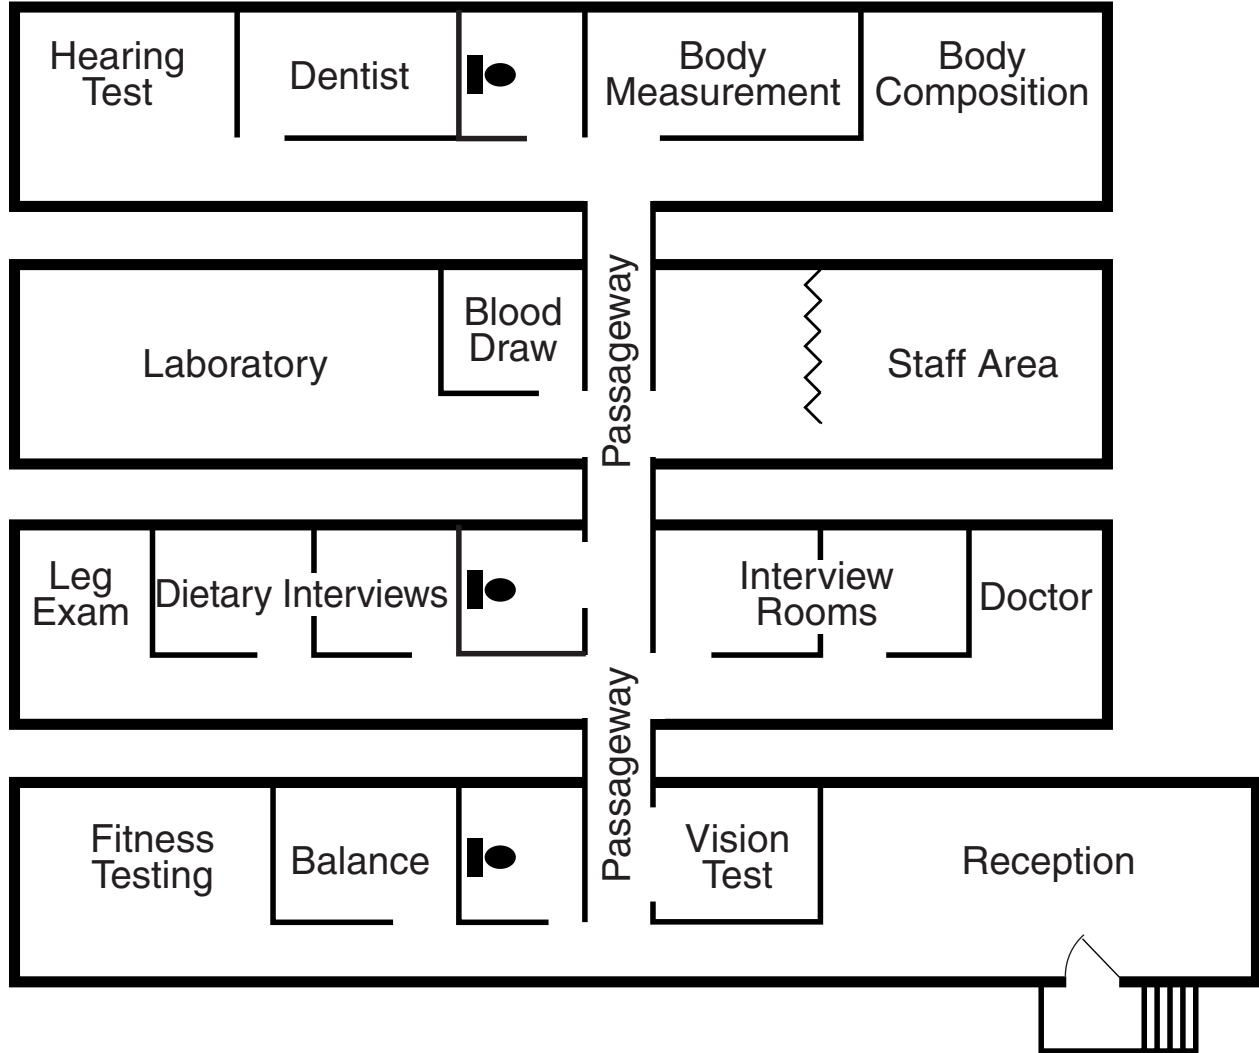 Hearing
Test
Dentist
Body
Measurement
Body
Composition
Laboratory
Blood
Draw
Passageway
Staff Area
Leg
Exam
Dietary Interviews
Interview
Rooms
Doctor
Passageway
Fitness
Testing
Balance
Vision
Test
Reception